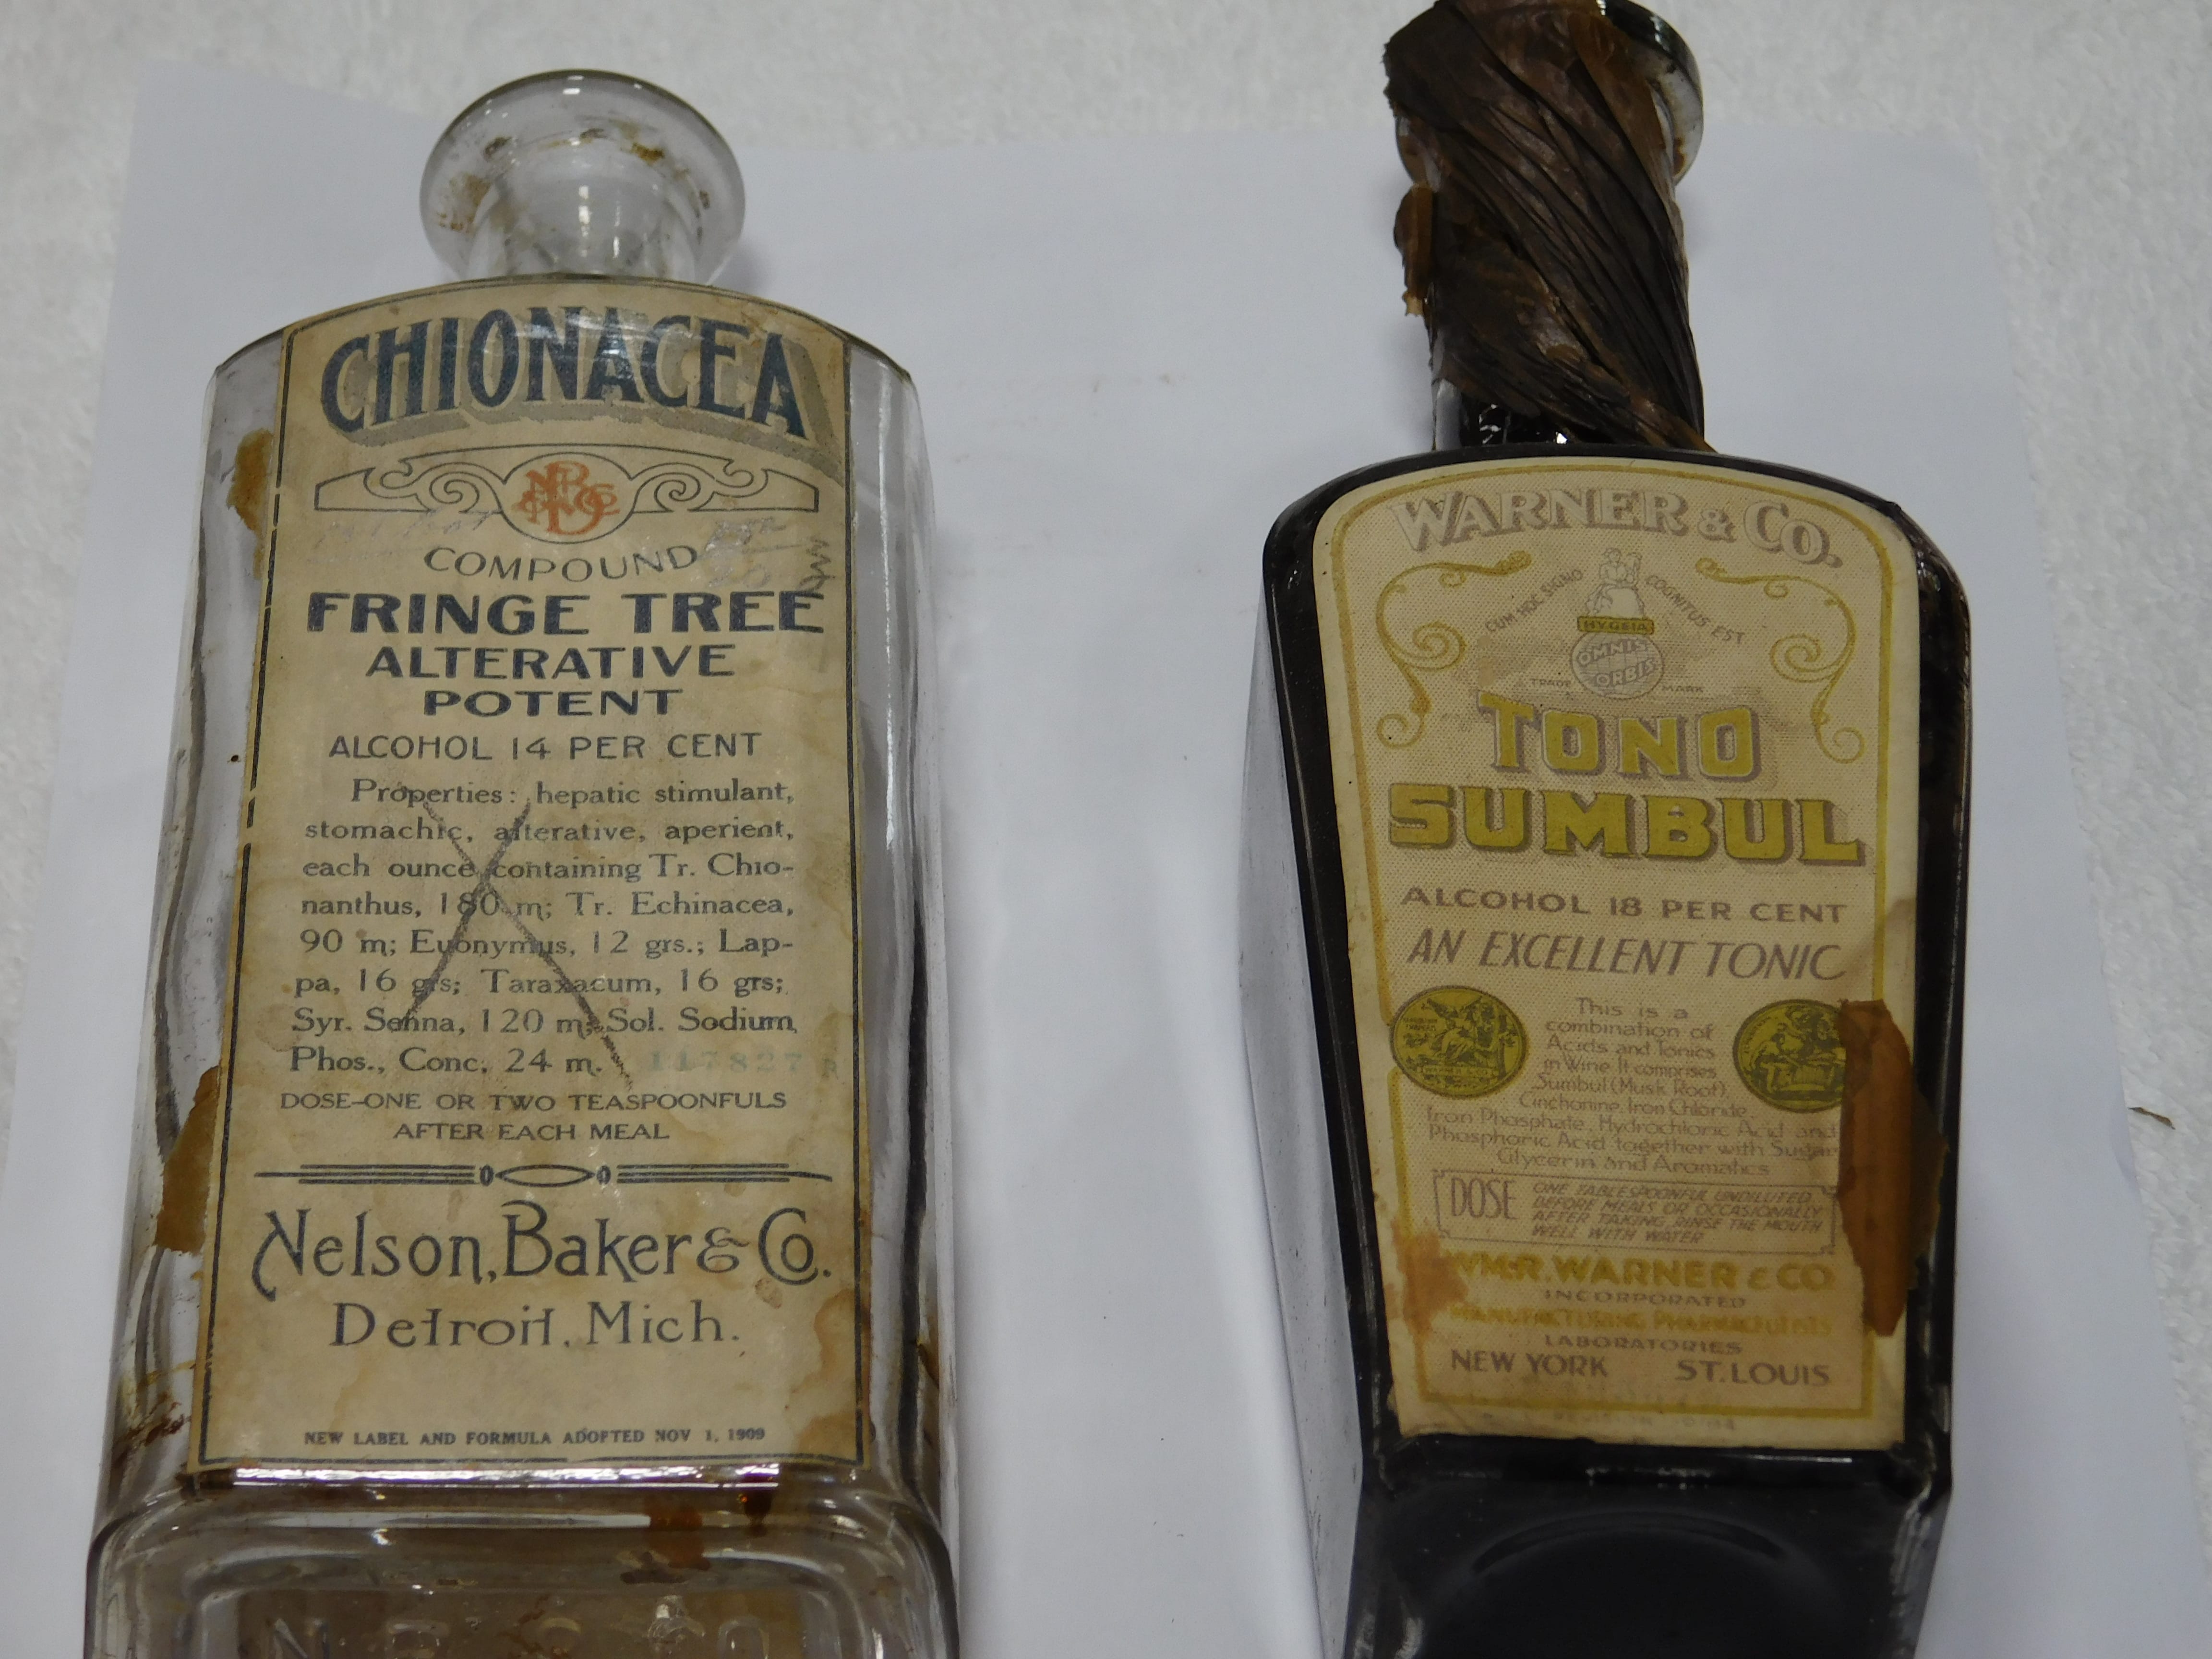 CHIONACEA
COMPOUND
FRINGE TREE
ALTERATIVE
POTENT
ALCOHOL 14 PER CENT
Properties: hepatic stimulant,
stomachic, alterative, aperient,
each ounce containing Tr. Chio-
nanthus, 180 m; Tr. Echinacea,
90 m; Euonymus, 12 grs.; Lap-
pa, 16 grs; Taraxacum, 16 grs;
Syr. Senna, 120 m; Sol. Sodium
Phos., Conc, 24 m. 117827
DOSE-ONE OR TWO TEASPOONFULS
AFTER EACH MEAL
Nelson, Baker & Co.
Detroit, Mich.
NEW LABEL AND FORMULA ADOPTED NOV 1, 1909
WARNER & CO.
CUM HOC SIGNO COGNITUS EST
HYGEIA
OMNIS
ORBIS
TRADE MARK
TONO
SUMBUL
ALCOHOL 18 PER CENT
AN EXCELLENT TONIC
This is a
combination of
Acids and Tonics
in Wine It comprises
Sumbul (Musk Root),
Cinchonine, Iron Chloride,
Iron Phosphate, Hydrochloric Acid and
Phosphoric Acid together with Sugar
Glycerin and Aromatics
DOSE
ONE TABLESPOONFUL UNDILUTED
BEFORE MEALS OR OCCASIONALLY
AFTER TAKING RINSE THE MOUTH
WELL WITH WATER
WM. R. WARNER & CO
INCORPORATED
MANUFACTURING PHARMACEUTISTS
LABORATORIES
NEW YORK ST. LOUIS